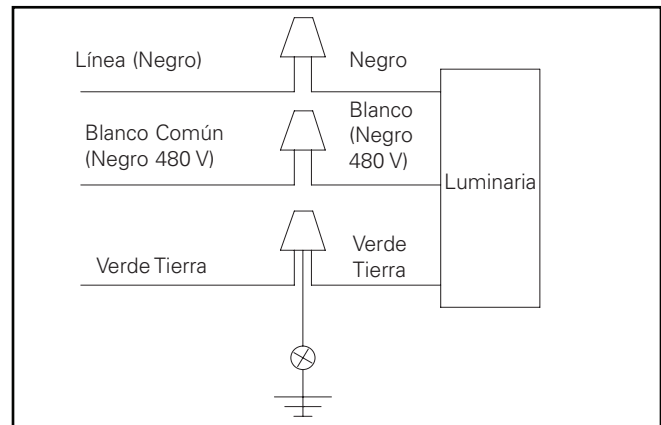 Línea (Negro)
Negro
Blanco Común
(Negro 480 V)
Blanco
(Negro
480 V)
Luminaria
Verde Tierra
Verde
Tierra